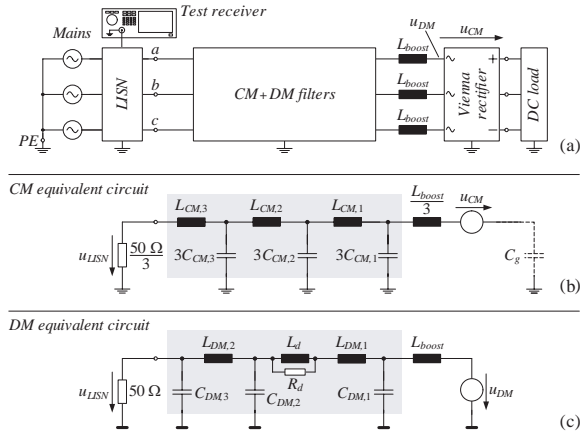 Test receiver
Mains
a
b
c
LISN
PE
CM+DM filters
L_boost
L_boost
L_boost
u_DM
u_CM
Vienna rectifier
+
−
DC load
(a)
CM equivalent circuit
u_LISN
50 Ω
3
L_CM,3
L_CM,2
L_CM,1
3C_CM,3
3C_CM,2
3C_CM,1
L_boost
3
u_CM
C_g
(b)
DM equivalent circuit
u_LISN
50 Ω
L_DM,2
L_d
R_d
L_DM,1
L_boost
C_DM,3
C_DM,2
C_DM,1
u_DM
(c)